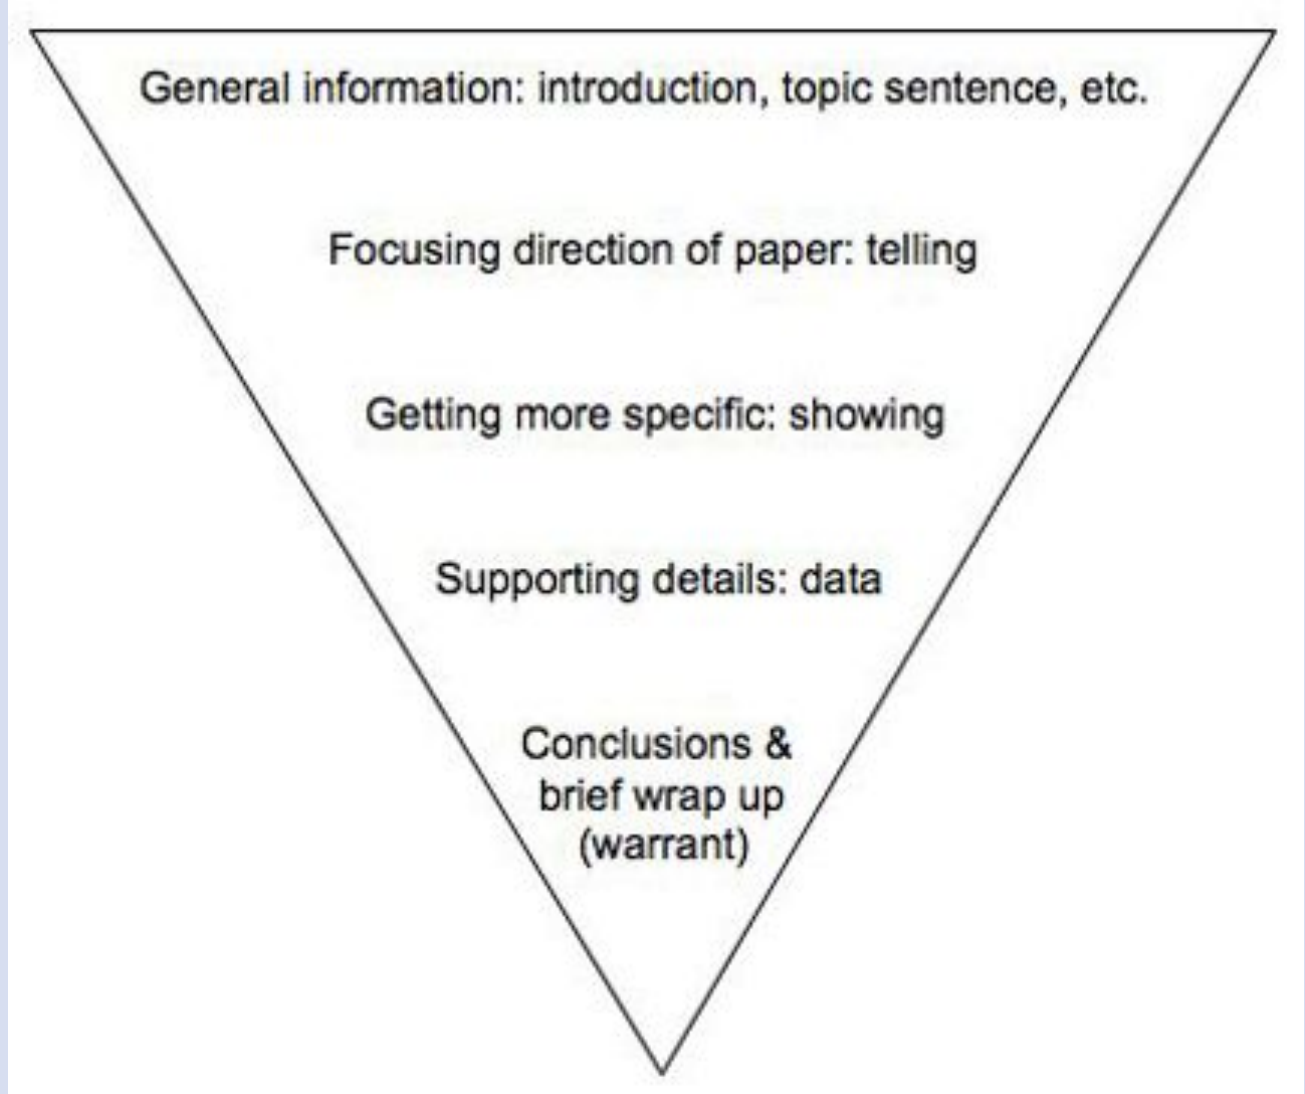 General information: introduction, topic sentence, etc.
Focusing direction of paper: telling
Getting more specific: showing
Supporting details: data
Conclusions &
brief wrap up
(warrant)